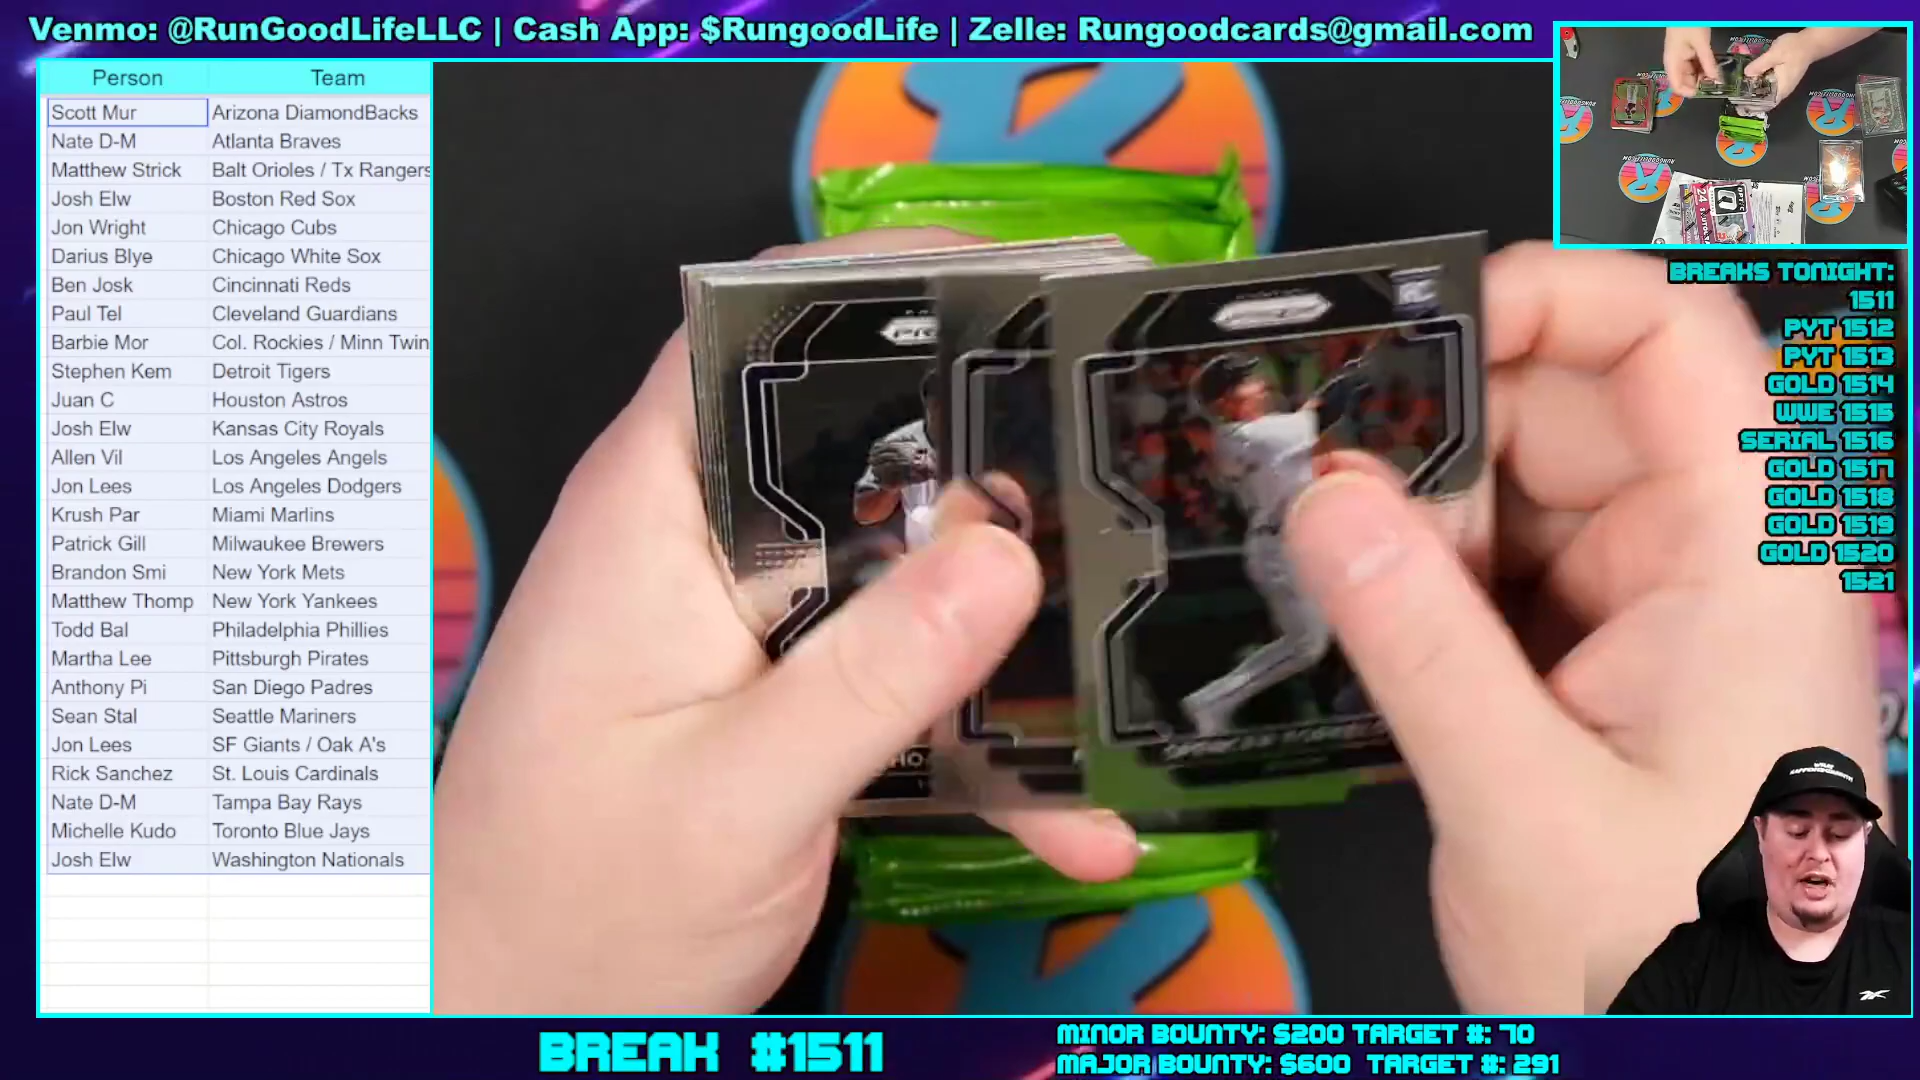 Venmo: @RunGoodLifeLLC | Cash App: $RungoodLife | Zelle: Rungoodcards@gmail.com
Person Team
Scott Mur Arizona DiamondBacks
Nate D-M Atlanta Braves
Matthew Strick Balt Orioles / Tx Rangers
Josh Elw Boston Red Sox
Jon Wright Chicago Cubs
Darius Blye Chicago White Sox
Ben Josk Cincinnati Reds
Paul Tel Cleveland Guardians
Barbie Mor Col. Rockies / Minn Twin
Stephen Kem Detroit Tigers
Juan C Houston Astros
Josh Elw Kansas City Royals
Allen Vil Los Angeles Angels
Jon Lees Los Angeles Dodgers
Krush Par Miami Marlins
Patrick Gill Milwaukee Brewers
Brandon Smi New York Mets
Matthew Thomp New York Yankees
Todd Bal Philadelphia Phillies
Martha Lee Pittsburgh Pirates
Anthony Pi San Diego Padres
Sean Stal Seattle Mariners
Jon Lees SF Giants / Oak A's
Rick Sanchez St. Louis Cardinals
Nate D-M Tampa Bay Rays
Michelle Kudo Toronto Blue Jays
Josh Elw Washington Nationals
BREAKS TONIGHT:
1511
PYT 1512
PYT 1513
GOLD 1514
WWE 1515
SERIAL 1516
GOLD 1517
GOLD 1518
GOLD 1519
GOLD 1520
1521
RC
BREAK #1511
MINOR BOUNTY: $200 TARGET #: 70
MAJOR BOUNTY: $600 TARGET #: 291